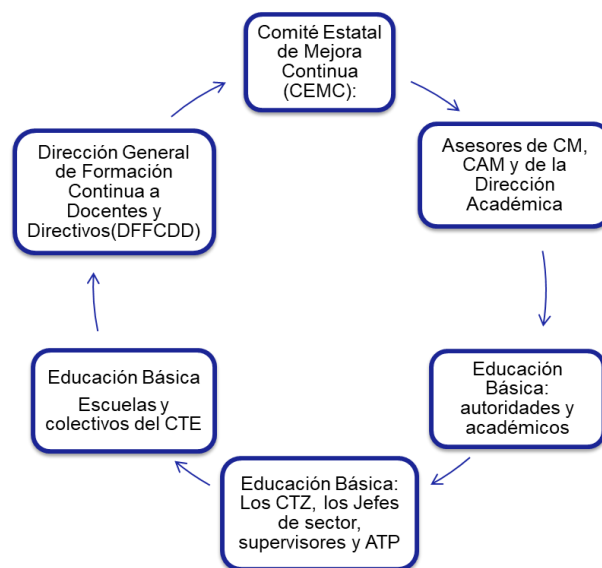 Comité Estatal
de Mejora
Continua
(CEMC):
Asesores de CM,
CAM y de la
Dirección
Académica
Educación
Básica:
autoridades y
académicos
Educación Básica:
Los CTZ, los Jefes
de sector,
supervisores y ATP
Educación Básica
Escuelas y
colectivos del CTE
Dirección General
de Formación
Continua a
Docentes y
Directivos(DFFCDD)